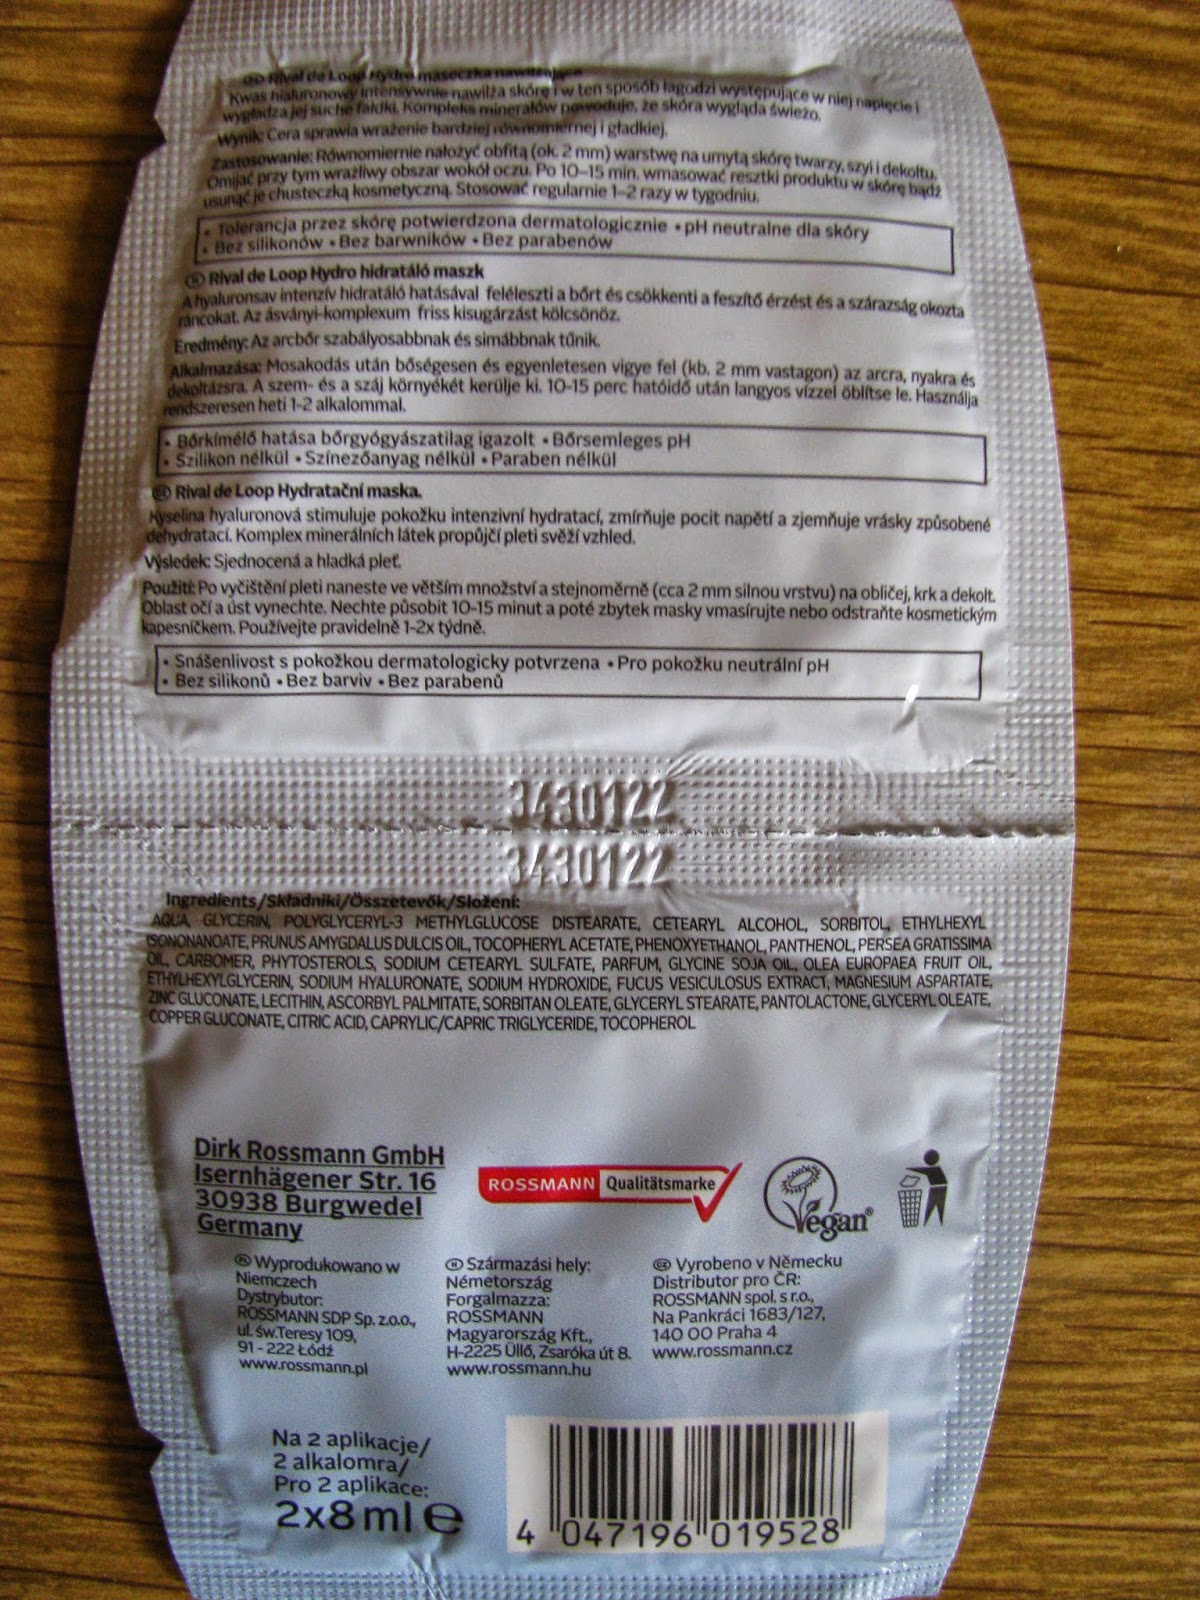 PL Rival de Loop Hydro maseczka nawilżająca
Kwas hialuronowy intensywnie nawilża skórę i w ten sposób łagodzi występujące w niej napięcie i
wygładza jej suche fałdki. Kompleks minerałów powoduje, że skóra wygląda świeżo.
Wynik: Cera sprawia wrażenie bardziej równomiernej i gładkiej.
Zastosowanie: Równomiernie nałożyć obfitą (ok. 2 mm) warstwę na umytą skórę twarzy, szyi i dekoltu.
Omijać przy tym wrażliwy obszar wokół oczu. Po 10–15 min. wmasować resztki produktu w skórę bądź
usunąć je chusteczką kosmetyczną. Stosować regularnie 1–2 razy w tygodniu.
• Tolerancja przez skórę potwierdzona dermatologicznie • pH neutralne dla skóry
• Bez silikonów • Bez barwników • Bez parabenów
H Rival de Loop Hydro hidratáló maszk
A hyaluronsav intenzív hidratáló hatásával feléleszti a bőrt és csökkenti a feszítő érzést és a szárazság okozta
ráncokat. Az ásványi-komplexum friss kisugárzást kölcsönöz.
Eredmény: Az arcbőr szabályosabbnak és simábbnak tűnik.
Alkalmazása: Mosakodás után bőségesen és egyenletesen vigye fel (kb. 2 mm vastagon) az arcra, nyakra és
dekoltázsra. A szem- és a száj környékét kerülje ki. 10-15 perc hatóidő után langyos vízzel öblítse le. Használja
rendszeresen heti 1-2 alkalommal.
• Bőrkímélő hatása bőrgyógyászatilag igazolt • Bőrsemleges pH
• Szilikon nélkül • Színezőanyag nélkül • Paraben nélkül
CZ Rival de Loop Hydratační maska.
Kyselina hyaluronová stimuluje pokožku intenzivní hydratací, zmírňuje pocit napětí a zjemňuje vrásky způsobené
dehydratací. Komplex minerálních látek propůjčí pleti svěží vzhled.
Výsledek: Sjednocená a hladká pleť.
Použití: Po vyčištění pleti naneste ve větším množství a stejnoměrně (cca 2 mm silnou vrstvu) na obličej, krk a dekolt.
Oblast očí a úst vynechte. Nechte působit 10-15 minut a poté zbytek masky vmasírujte nebo odstraňte kosmetickým
kapesníčkem. Používejte pravidelně 1-2x týdně.
• Snášenlivost s pokožkou dermatologicky potvrzena • Pro pokožku neutrální pH
• Bez silikonů • Bez barviv • Bez parabenů
3430122
3430122
Ingredients/Składniki/Összetevők/Složení:
AQUA, GLYCERIN, POLYGLYCERYL-3 METHYLGLUCOSE DISTEARATE, CETEARYL ALCOHOL, SORBITOL, ETHYLHEXYL
ISONONANOATE, PRUNUS AMYGDALUS DULCIS OIL, TOCOPHERYL ACETATE, PHENOXYETHANOL, PANTHENOL, PERSEA GRATISSIMA
OIL, CARBOMER, PHYTOSTEROLS, SODIUM CETEARYL SULFATE, PARFUM, GLYCINE SOJA OIL, OLEA EUROPAEA FRUIT OIL,
ETHYLHEXYLGLYCERIN, SODIUM HYALURONATE, SODIUM HYDROXIDE, FUCUS VESICULOSUS EXTRACT, MAGNESIUM ASPARTATE,
ZINC GLUCONATE, LECITHIN, ASCORBYL PALMITATE, SORBITAN OLEATE, GLYCERYL STEARATE, PANTOLACTONE, GLYCERYL OLEATE,
COPPER GLUCONATE, CITRIC ACID, CAPRYLIC/CAPRIC TRIGLYCERIDE, TOCOPHEROL
Dirk Rossmann GmbH
Isernhägener Str. 16
30938 Burgwedel
Germany
ROSSMANN Qualitätsmarke
Vegan®
PL Wyprodukowano w
Niemczech
Dystrybutor:
ROSSMANN SDP Sp. z.o.o.,
ul. św.Teresy 109,
91 - 222 Łódź
www.rossmann.pl
H Származási hely:
Németország
Forgalmazza:
ROSSMANN
Magyarország Kft.,
H-2225 Üllő, Zsaróka út 8.
www.rossmann.hu
CZ Vyrobeno v Německu
Distributor pro ČR:
ROSSMANN spol. s r.o.,
Na Pankráci 1683/127,
140 00 Praha 4
www.rossmann.cz
Na 2 aplikacje/
2 alkalomra/
Pro 2 aplikace:
2x8 ml e
4 047196 019528